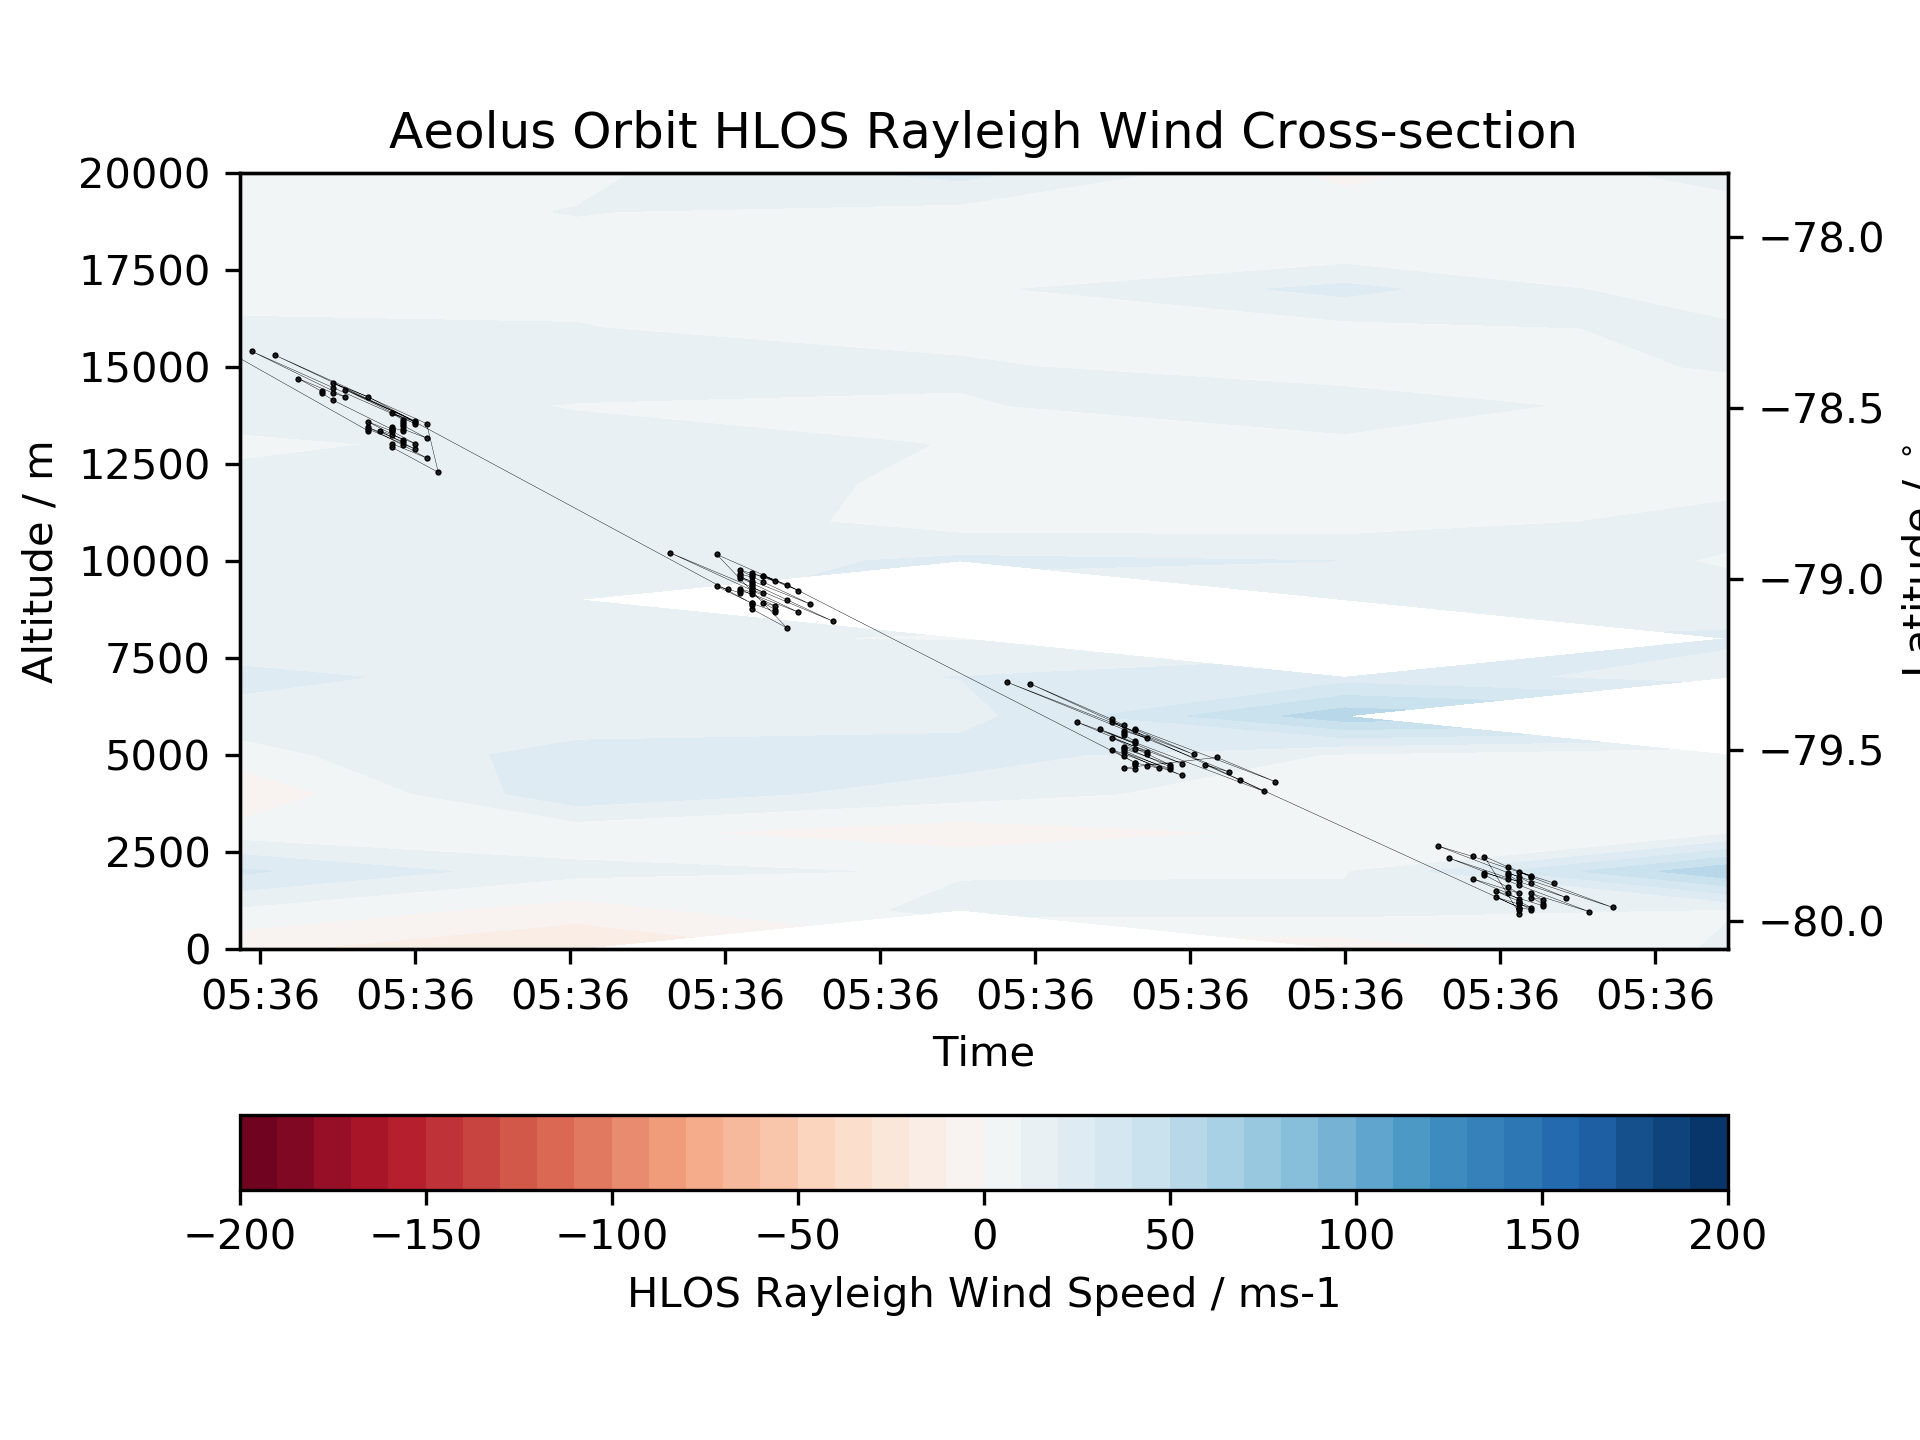 Aeolus Orbit HLOS Rayleigh Wind Cross-section
20000
17500
15000
12500
10000
7500
5000
2500
0
Altitude / m
−78.0
−78.5
−79.0
−79.5
−80.0
Latitude / °
05:36 05:36 05:36 05:36 05:36 05:36 05:36 05:36 05:36 05:36
Time
−200 −150 −100 −50 0 50 100 150 200
HLOS Rayleigh Wind Speed / ms-1